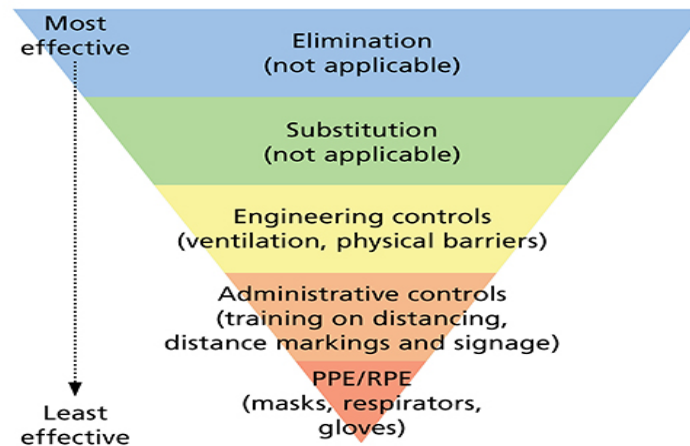 Most
effective
Elimination
(not applicable)
Substitution
(not applicable)
Engineering controls
(ventilation, physical barriers)
Administrative controls
(training on distancing,
distance markings and signage)
PPE/RPE
(masks, respirators,
gloves)
Least
effective